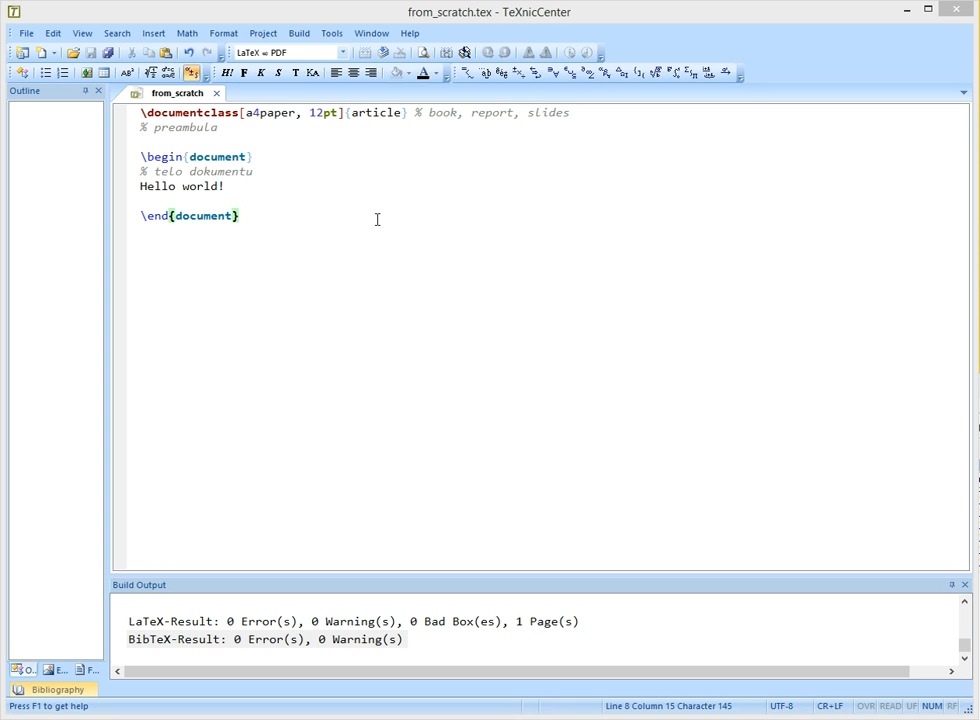 from_scratch.tex - TeXnicCenter
File Edit View Search Insert Math Format Project Build Tools Window Help
LaTeX ⇒ PDF
H! F K S T KA
Outline
from_scratch
\documentclass[a4paper, 12pt]{article} % book, report, slides
% preambula
\begin{document}
% telo dokumentu
Hello world!
\end{document}
Build Output
LaTeX-Result: 0 Error(s), 0 Warning(s), 0 Bad Box(es), 1 Page(s)
BibTeX-Result: 0 Error(s), 0 Warning(s)
O.. E... F...
Bibliography
Press F1 to get help
Line 8 Column 15 Character 145 UTF-8 CR+LF OVR READ UF NUM RF